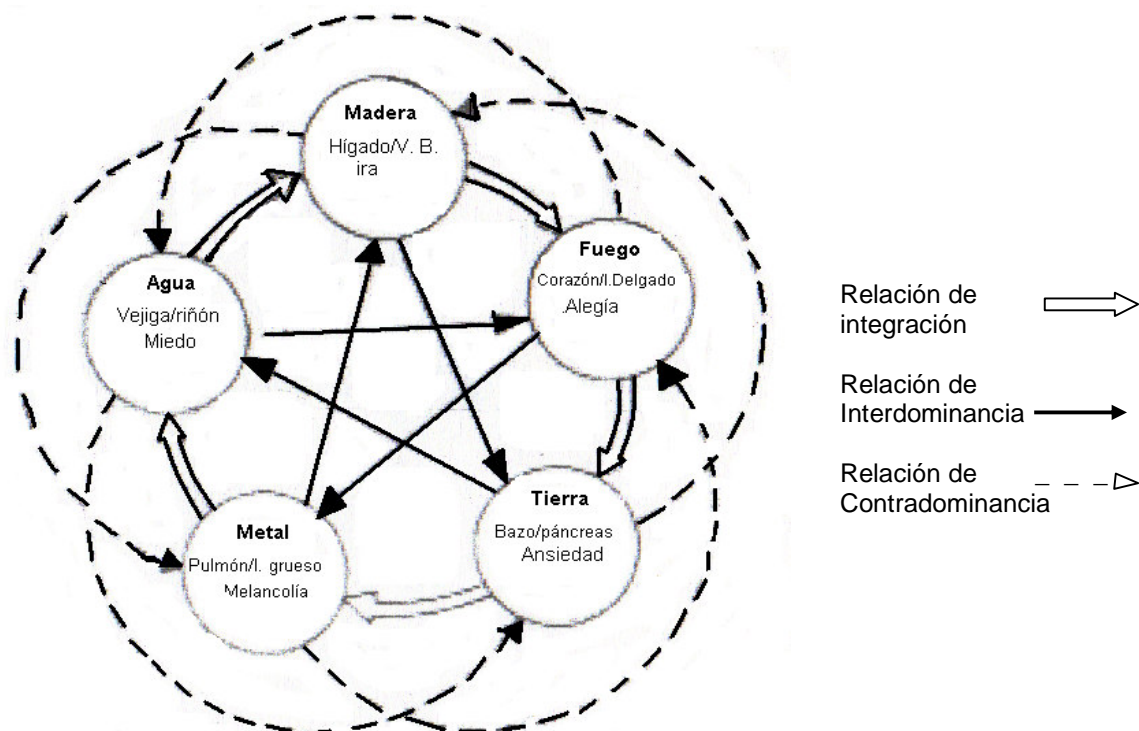 Madera
Hígado/V. B.
ira
Fuego
Corazón/I.Delgado
.Alegía
Agua
Vejiga/riñón
Miedo
Tierra
Bazo/páncreas
Ansiedad
Metal
Pulmón/I. grueso
Melancolía
Relación de
integración
Relación de
Interdominancia
Relación de
Contradominancia